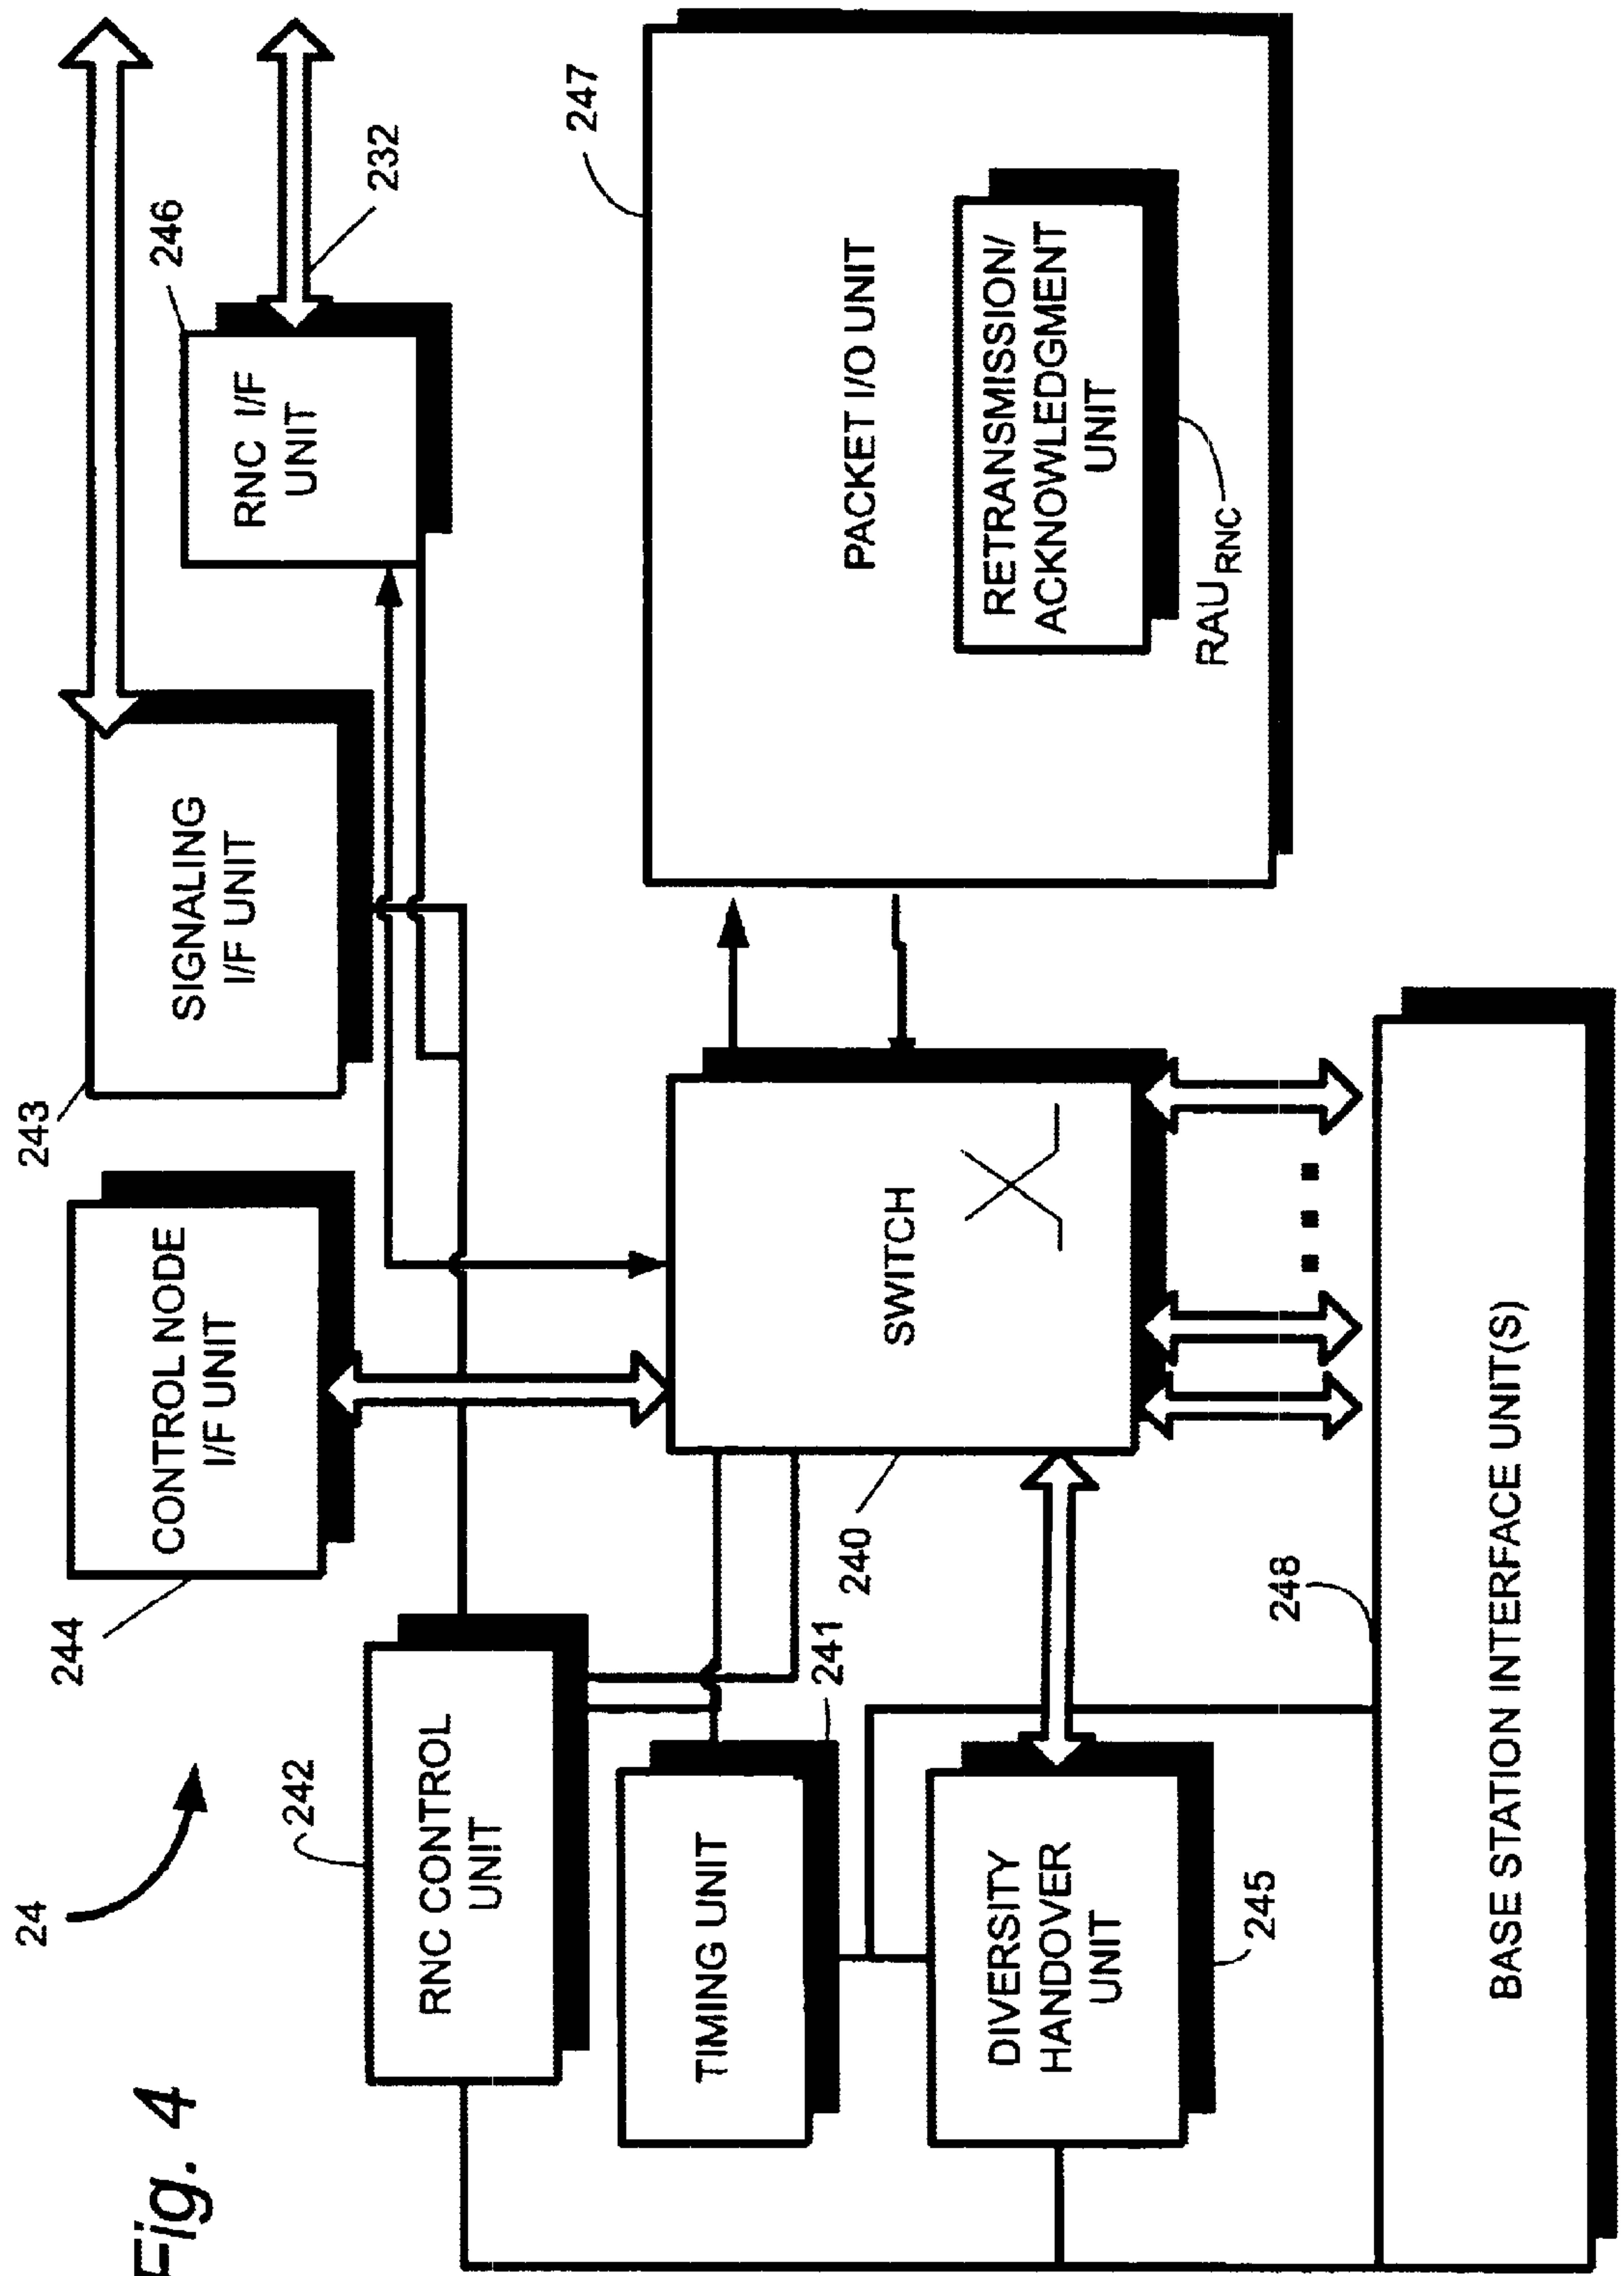 Fig. 4
24
244
CONTROL NODE
I/F UNIT
243
SIGNALING
I/F UNIT
246
RNC I/F
UNIT
232
242
RNC CONTROL
UNIT
TIMING UNIT
241
240
SWITCH
247
PACKET I/O UNIT
RETRANSMISSION/
ACKNOWLEDGMENT
UNIT
RAU RNC
DIVERSITY
HANDOVER
UNIT
245
248
BASE STATION INTERFACE UNIT(S)